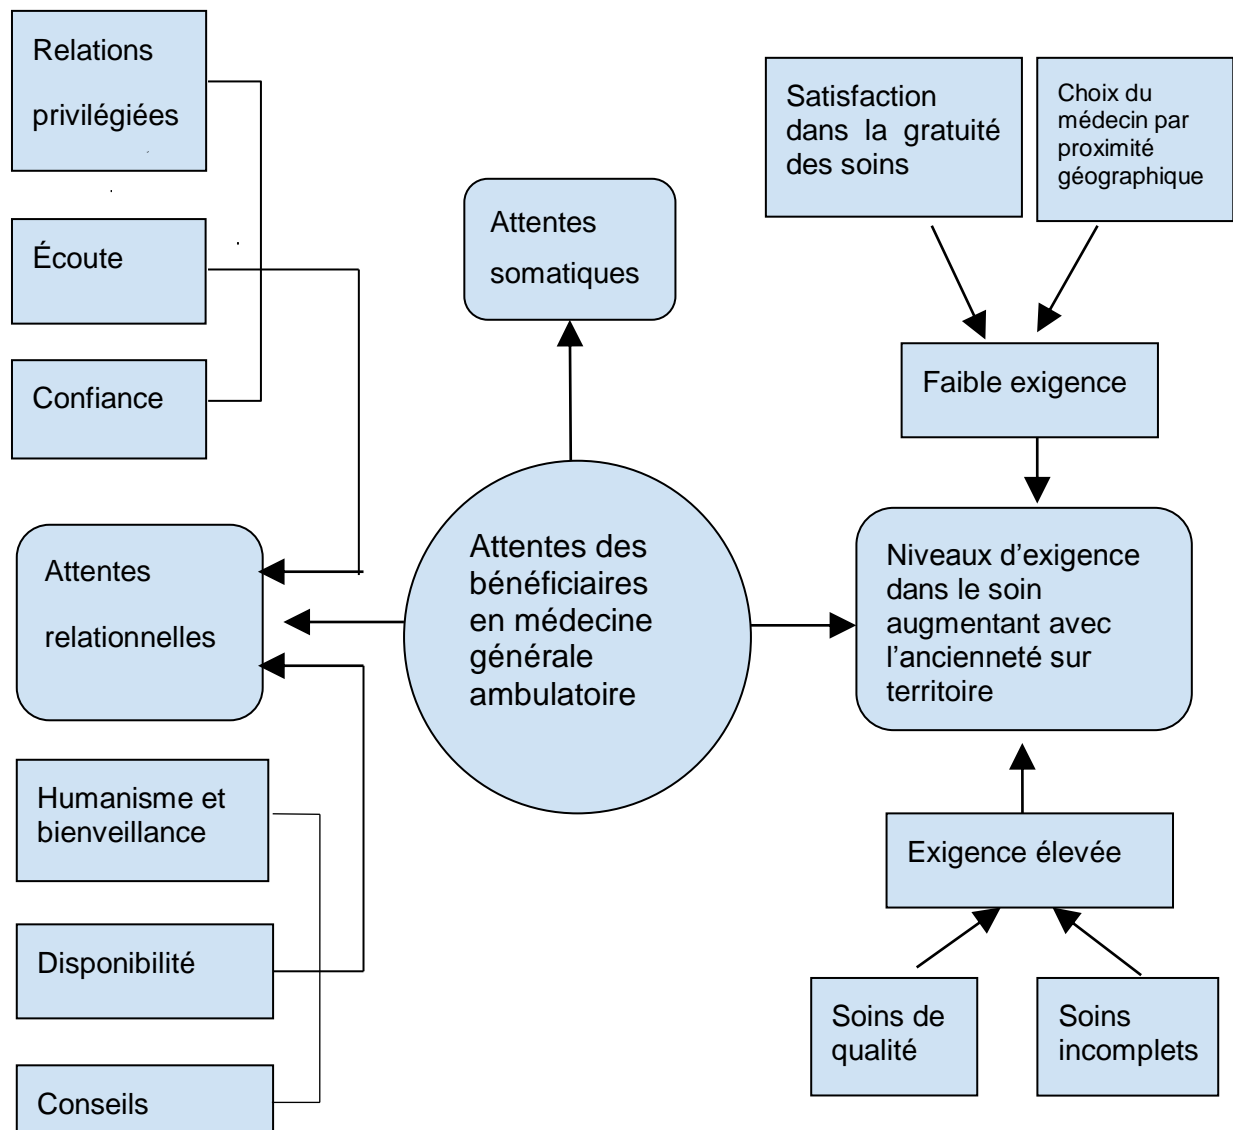 Relations
privilégiées
Écoute
Confiance
Attentes
relationnelles
Humanisme et
bienveillance
Disponibilité
Conseils
Attentes
somatiques
Attentes des
bénéficiaires
en médecine
générale
ambulatoire
Satisfaction
dans la gratuité
des soins
Choix du
médecin par
proximité
géographique
Faible exigence
Niveaux d’exigence
dans le soin
augmentant avec
l’ancienneté sur
territoire
Exigence élevée
Soins de
qualité
Soins
incomplets